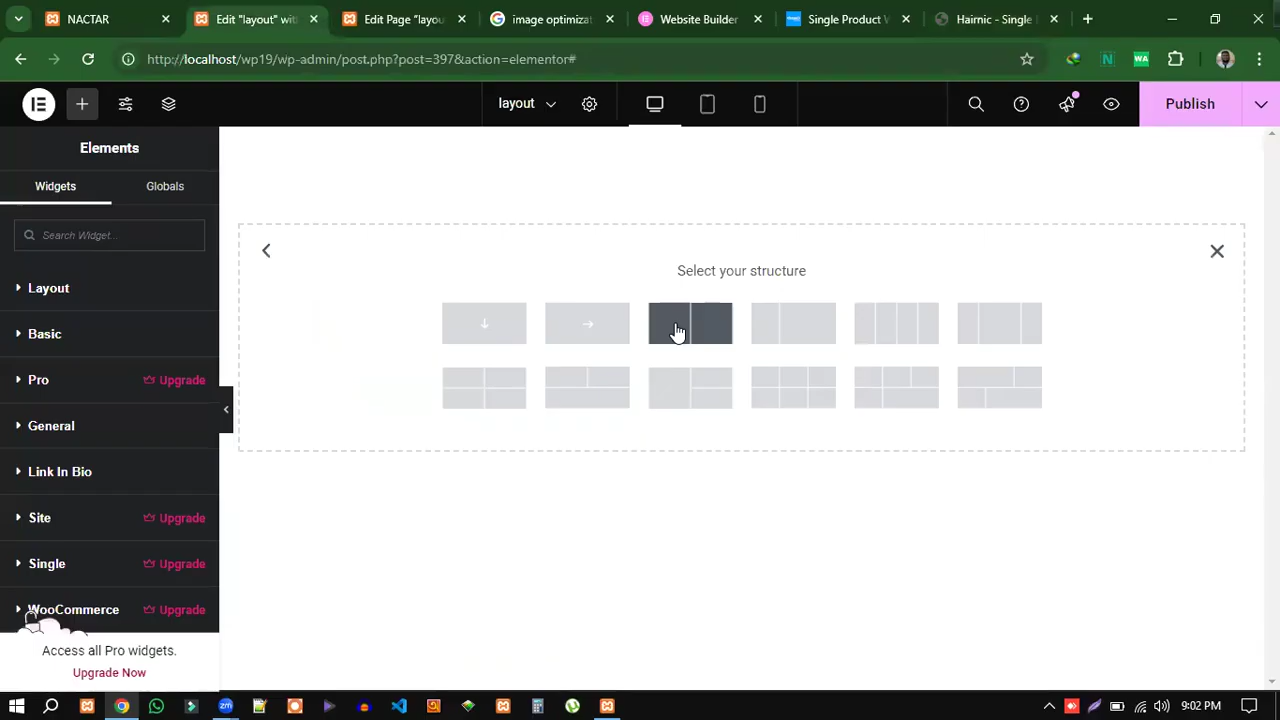 NACTAR
Edit "layout" wit
Edit Page "layou
image optimizat
Website Builder
Single Product W
Hairnic - Single
http://localhost/wp19/wp-admin/post.php?post=397&action=elementor#
layout
Publish
Elements
Widgets
Globals
Search Widget...
Layout
Basic
Pro
Upgrade
General
Link In Bio
Site
Upgrade
Single
Upgrade
WooCommerce
Upgrade
Access all Pro widgets.
Upgrade Now
Select your structure
9:02 PM